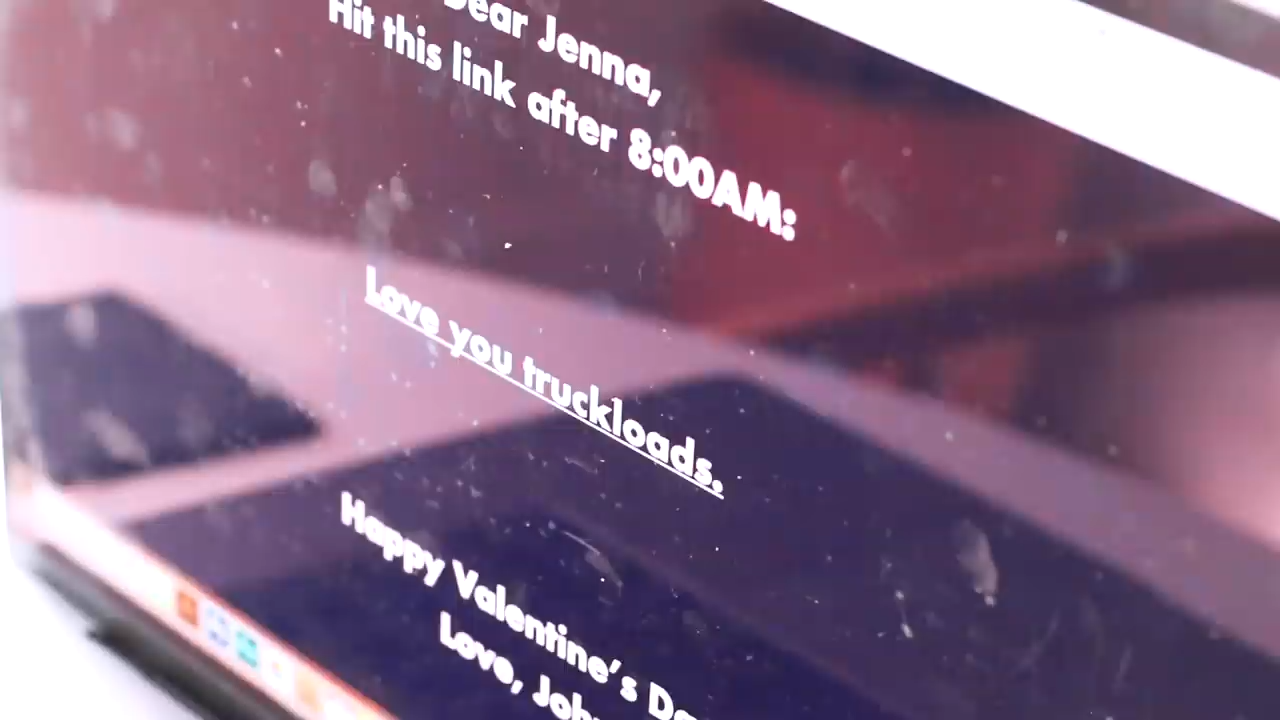 Dear Jenna,
Hit this link after 8:00AM:
Love you truckloads.
Happy Valentine's
Love,